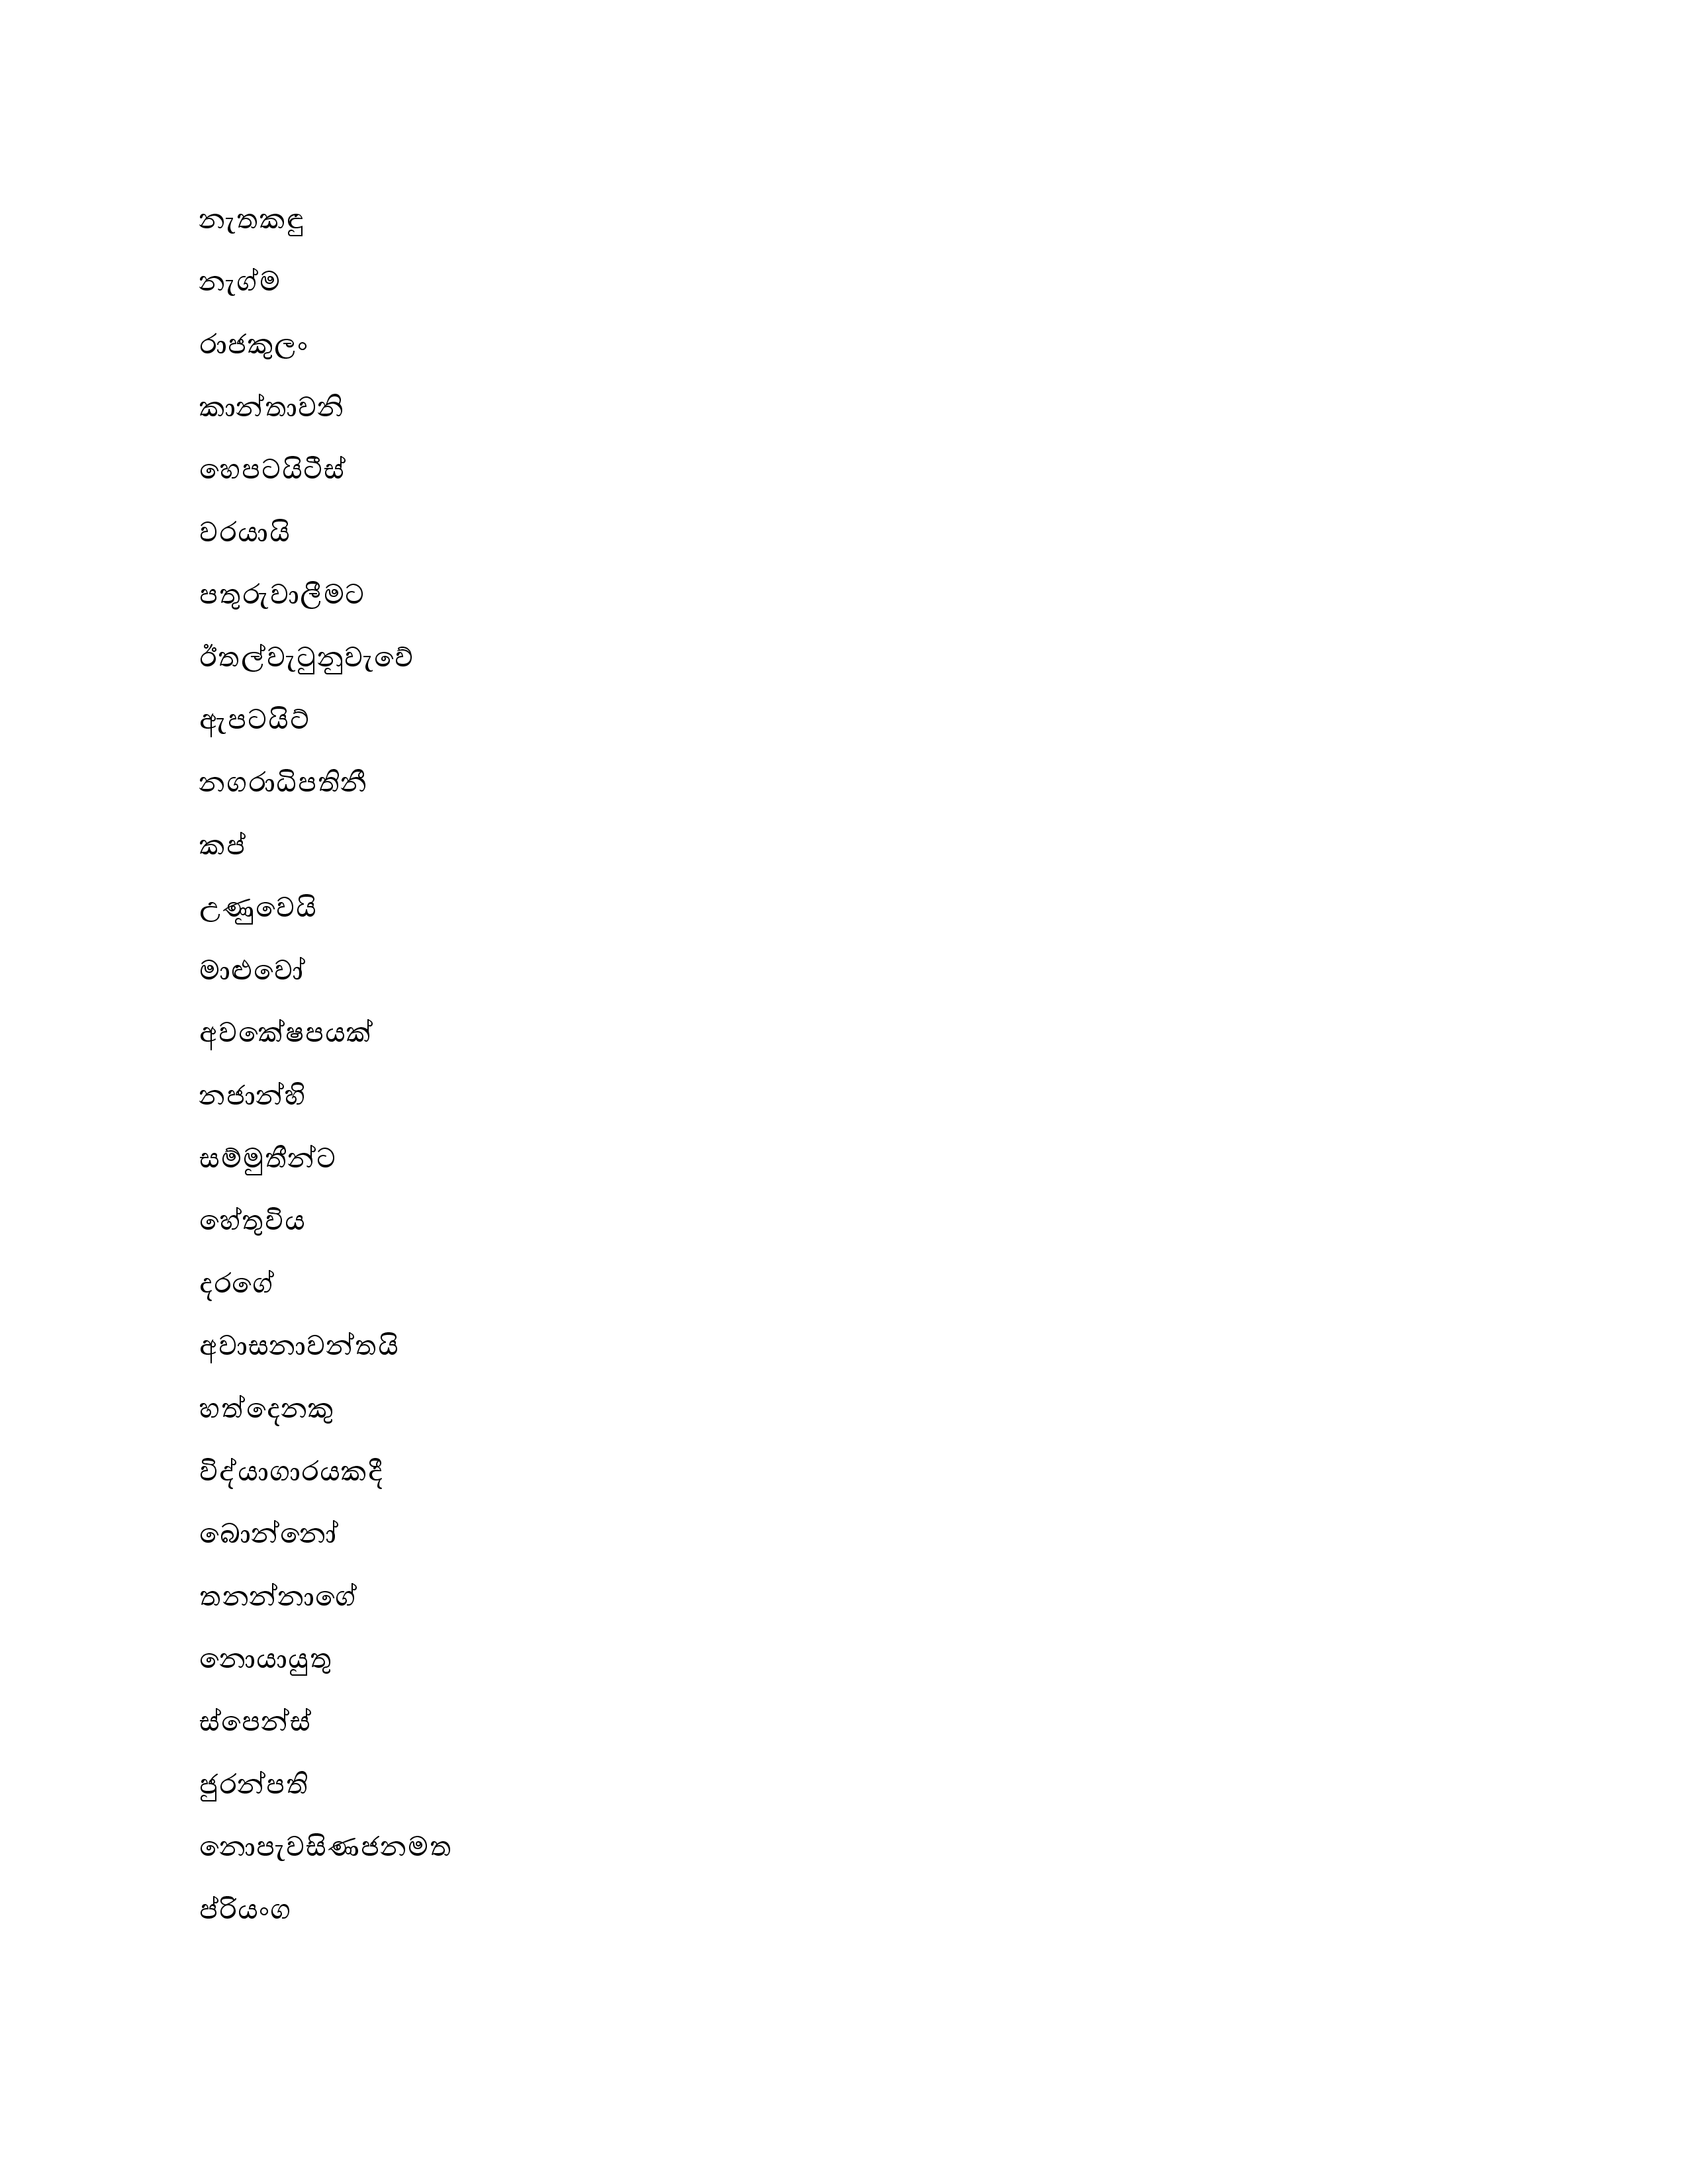 නැතකඳු
නැග්ම
රාජකුලං
කාන්තාවනි
හෙපටයිටීස්
වරයායි
පතුරුවාලීමට
ඊතල්වැටුනුවැවේ
ඇපටයිට්
නගරාධිපතිනී
කප්
උණුවෙයි
මාළුවෝ
අවකේෂපයක්
නජාන්හි
සම්මුතීන්ට
හේතුවිය
දරගේ
අවාසනාවන්තයි
හත්දෙනකු
විද්යාගාරයකදී
බොන්නෝ
තනන්නාගේ
නොයායුතු
ස්පෙන්ස්
ජුරන්පති
නොපැවසිණජනමත
ප්රියංග